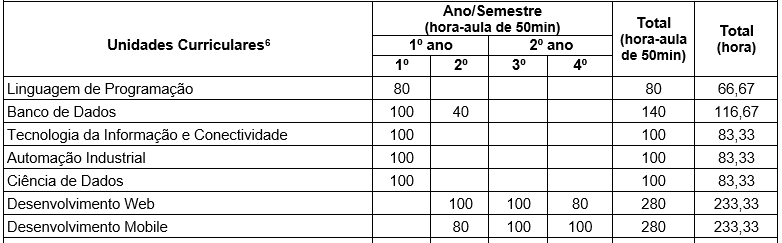 Unidades Curriculares⁶ Ano/Semestre (hora-aula de 50min) Total (hora-aula de 50min) Total (hora)
1º ano 2º ano
1º 2º 3º 4º
Linguagem de Programação 80 80 66,67
Banco de Dados 100 40 140 116,67
Tecnologia da Informação e Conectividade 100 100 83,33
Automação Industrial 100 100 83,33
Ciência de Dados 100 100 83,33
Desenvolvimento Web 100 100 80 280 233,33
Desenvolvimento Mobile 80 100 100 280 233,33